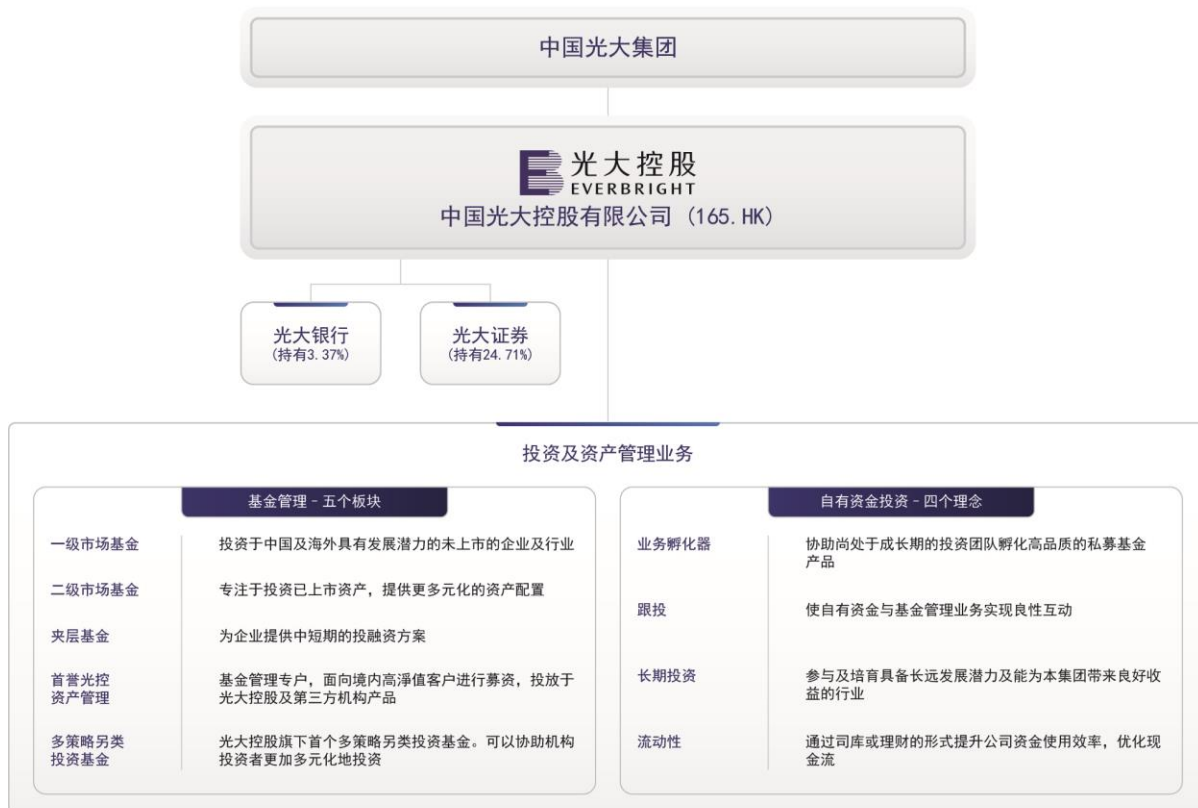 中国光大集团
光大控股
EVERBRIGHT
中国光大控股有限公司 (165. HK)
光大银行
(持有3.37%)
光大证券
(持有24.71%)
投资及资产管理业务
基金管理 – 五个板块
一级市场基金
投资于中国及海外具有发展潜力的未上市的企业及行业
二级市场基金
专注于投资已上市资产，提供更多元化的资产配置
夹层基金
为企业提供中短期的投融资方案
首誉光控
资产管理
基金管理专户，面向境内高淨值客户进行募资，投放于
光大控股及第三方机构产品
多策略另类
投资基金
光大控股旗下首个多策略另类投资基金。可以协助机构
投资者更加多元化地投资
自有资金投资 – 四个理念
业务孵化器
协助尚处于成长期的投资团队孵化高品质的私募基金
产品
跟投
使自有资金与基金管理业务实现良性互动
长期投资
参与及培育具备长远发展潜力及能为本集团带来良好收
益的行业
流动性
通过司库或理财的形式提升公司资金使用效率，优化现
金流